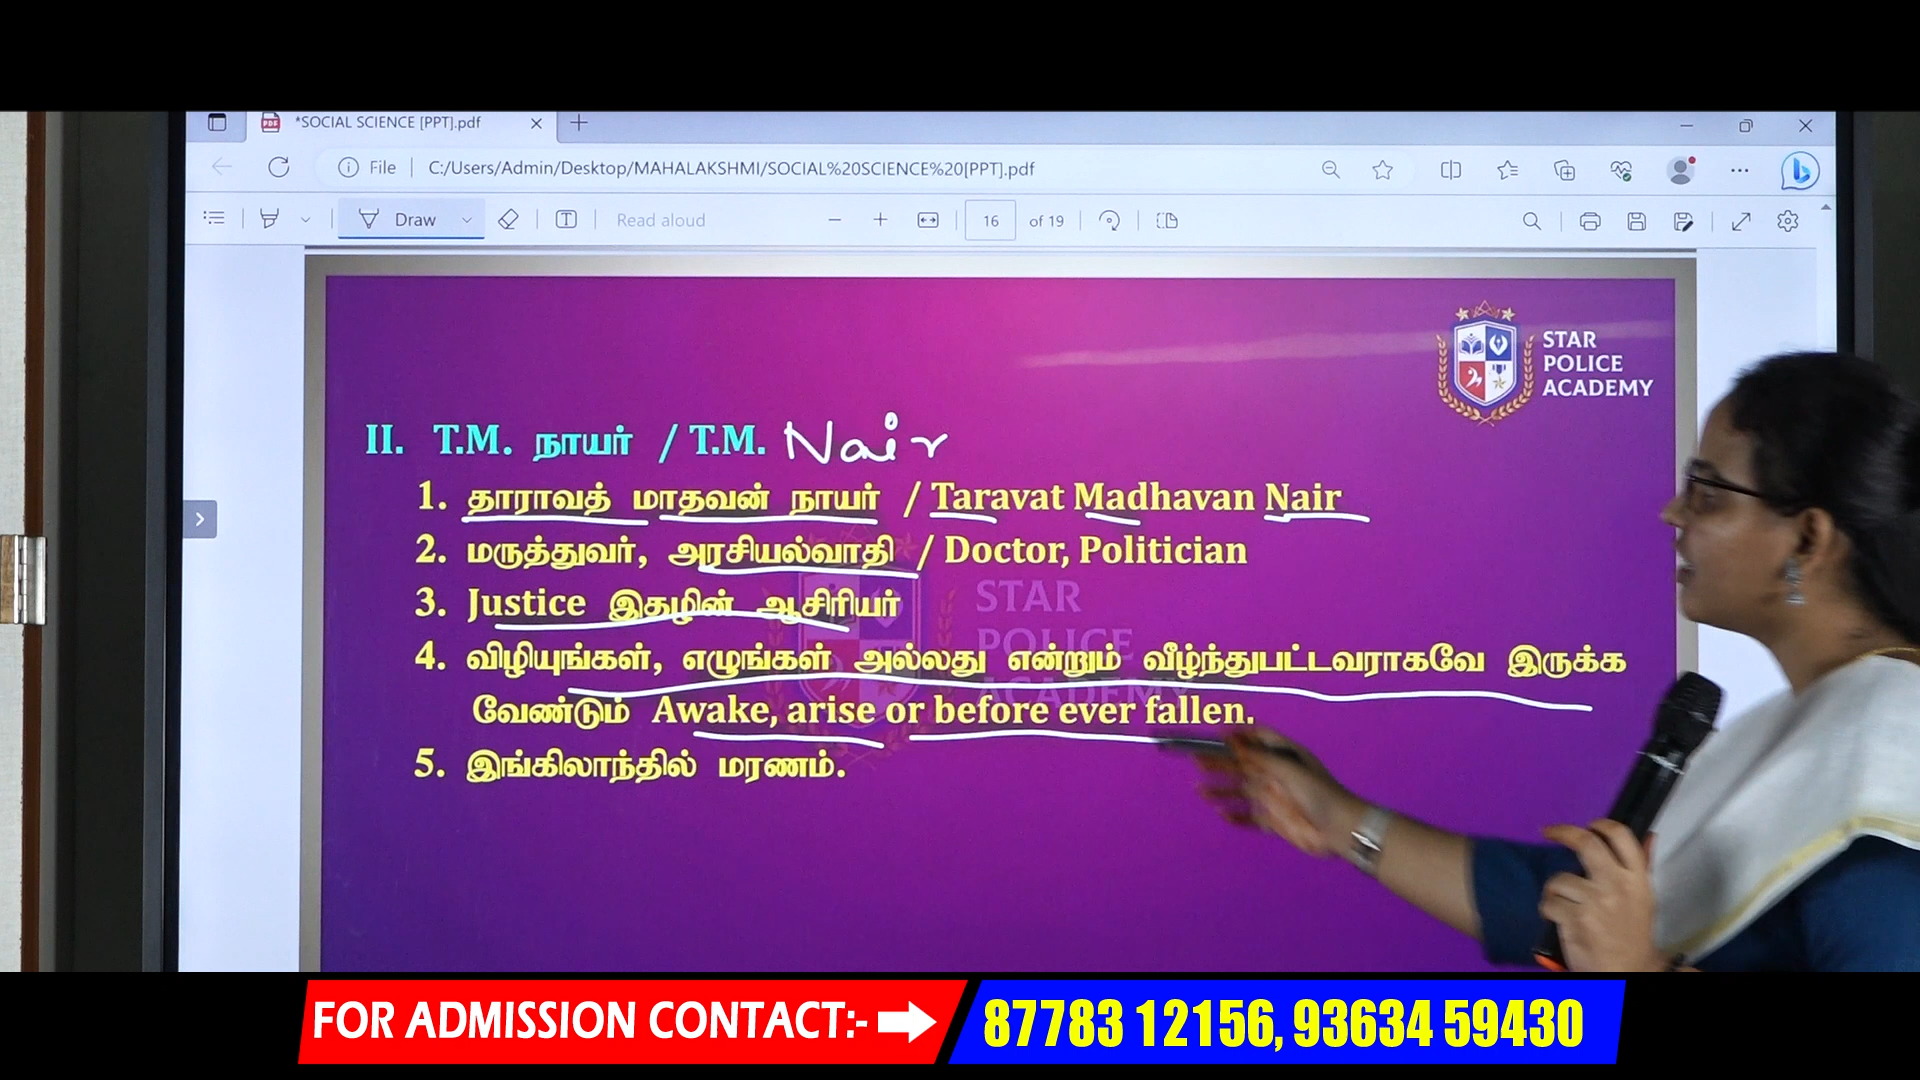 *SOCIAL SCIENCE [PPT].pdf
File
C:/Users/Admin/Desktop/MAHALAKSHMI/SOCIAL%20SCIENCE%20[PPT].pdf
Draw
Read aloud
16 of 19
STAR
POLICE
ACADEMY
II. T.M. நாயர் / T.M. Nair
1. தாராவத் மாதவன் நாயர் / Taravat Madhavan Nair
2. மருத்துவர், அரசியல்வாதி / Doctor, Politician
3. Justice இதழின் ஆசிரியர்
4. விழியுங்கள், எழுங்கள் அல்லது என்றும் வீழ்ந்துபட்டவராகவே இருக்க
வேண்டும் Awake, arise or before ever fallen.
5. இங்கிலாந்தில் மரணம்.
STAR
POLICE
ACADEMY
FOR ADMISSION CONTACT:- 87783 12156, 93634 59430